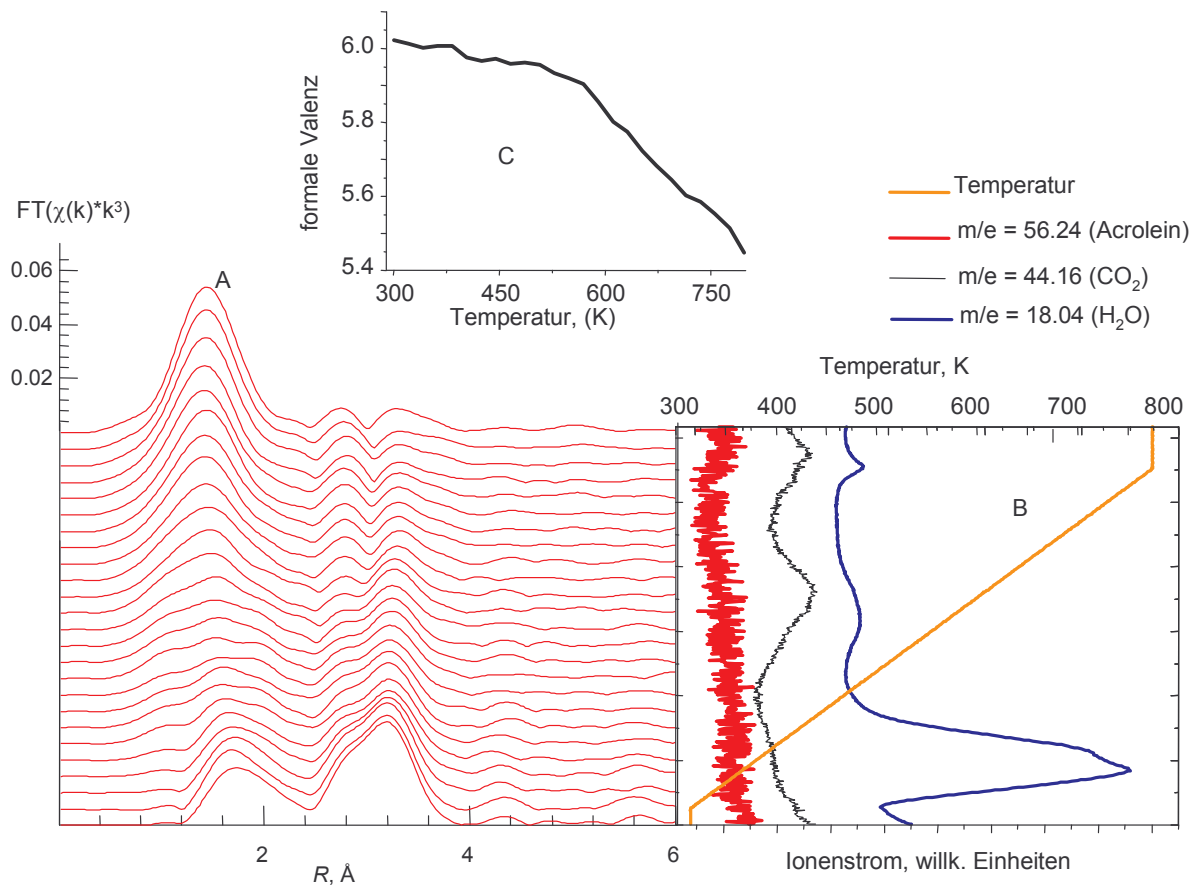 formale Valenz
6.0
5.8
5.6
5.4
C
300 450 600 750
Temperatur, (K)
Temperatur
m/e = 56.24 (Acrolein)
m/e = 44.16 (CO₂)
m/e = 18.04 (H₂O)
FT(χ(k)*k³)
0.06
0.04
0.02
A
2 4 6
R, Å
Temperatur, K
300 400 500 600 700 800
B
Ionenstrom, willk. Einheiten